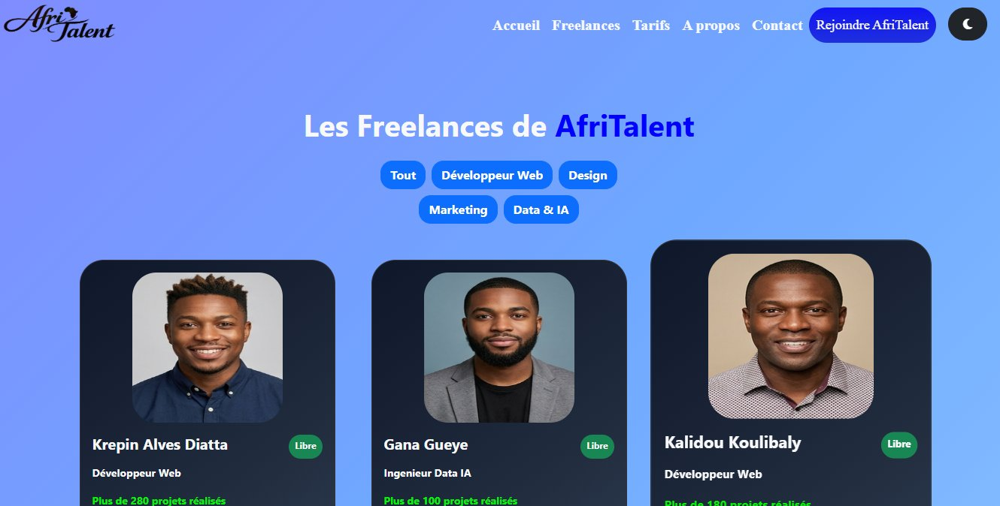 Afri Talent
Accueil Freelances Tarifs A propos Contact Rejoindre AfriTalent
Les Freelances de AfriTalent
Tout Développeur Web Design
Marketing Data & IA
Krepin Alves Diatta Libre
Développeur Web
Plus de 280 projets réalisés
Gana Gueye Libre
Ingenieur Data IA
Plus de 100 projets réalisés
Kalidou Koulibaly Libre
Développeur Web
Plus de 180 projets réalisés